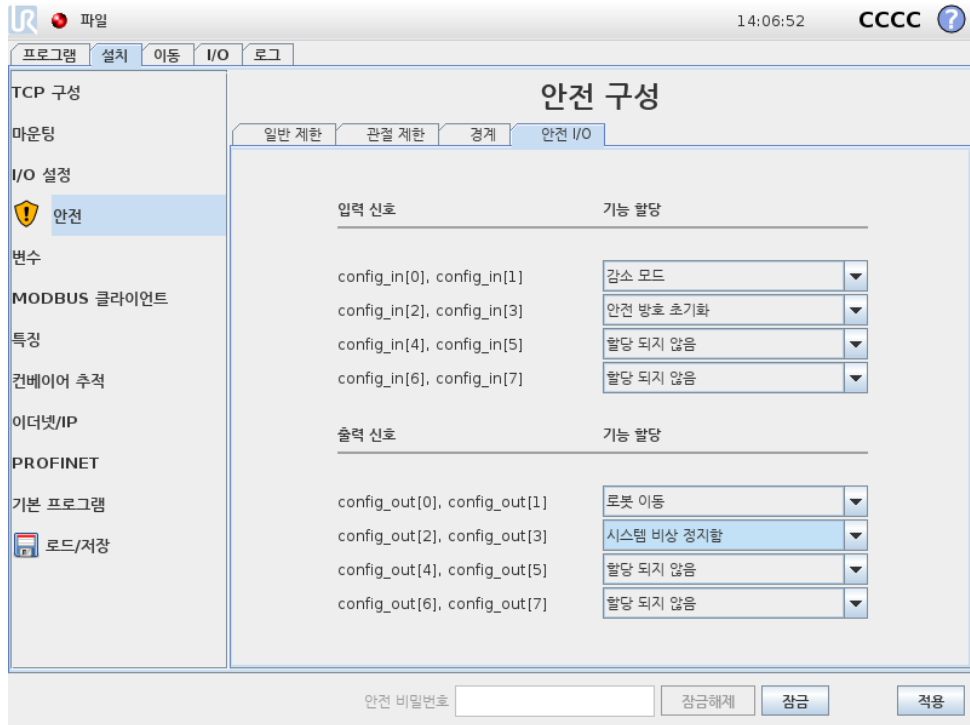 UR 파일 14:06:52 CCCC ?
프로그램 설치 이동 I/O 로그
TCP 구성
마운팅
I/O 설정
안전
변수
MODBUS 클라이언트
특징
컨베이어 추적
이더넷/IP
PROFINET
기본 프로그램
로드/저장
안전 구성
일반 제한 관절 제한 경계 안전 I/O
입력 신호 기능 할당
config_in[0], config_in[1] 감소 모드
config_in[2], config_in[3] 안전 방호 초기화
config_in[4], config_in[5] 할당 되지 않음
config_in[6], config_in[7] 할당 되지 않음
출력 신호 기능 할당
config_out[0], config_out[1] 로봇 이동
config_out[2], config_out[3] 시스템 비상 정지함
config_out[4], config_out[5] 할당 되지 않음
config_out[6], config_out[7] 할당 되지 않음
안전 비밀번호 잠금해제 잠금 적용